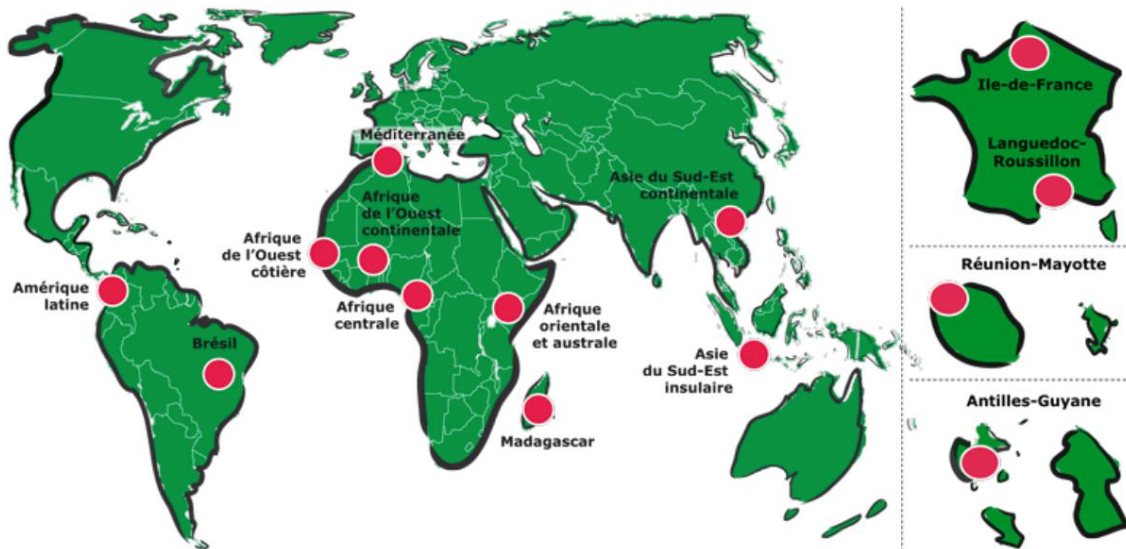 Méditerranée
Afrique
de l'Ouest
continentale
Asie du Sud-Est
continentale
Afrique
de l'Ouest
côtière
Amérique
latine
Afrique
centrale
Afrique
orientale
et australe
Brésil
Asie
du Sud-Est
insulaire
Madagascar
Ile-de-France
Languedoc-
Roussillon
Réunion-Mayotte
Antilles-Guyane